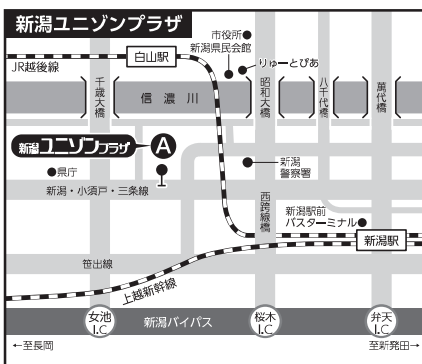 新潟ユニゾンプラザ
市役所
新潟県民会館
りゅーとぴあ
白山駅
JR越後線
千歳大橋
信濃川
昭和大橋
八千代橋
萬代橋
新潟ユニゾンプラザ A
県庁
新潟・小須戸・三条線
新潟
警察署
西跨線橋
新潟駅前
バスターミナル
新潟駅
笹出線
上越新幹線
女池
I.C
新潟バイパス
桜木
I.C
弁天
I.C
←至長岡
至新発田→